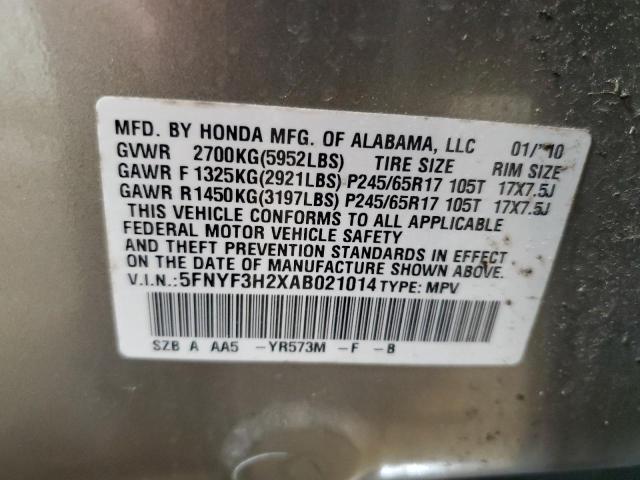 MFD. BY HONDA MFG. OF ALABAMA, LLC 01/10
GVWR 2700KG(5952LBS) TIRE SIZE RIM SIZE
GAWR F 1325KG(2921LBS) P245/65R17 105T 17X7.5J
GAWR R 1450KG(3197LBS) P245/65R17 105T 17X7.5J
THIS VEHICLE CONFORMS TO ALL APPLICABLE
FEDERAL MOTOR VEHICLE SAFETY
AND THEFT PREVENTION STANDARDS IN EFFECT
ON THE DATE OF MANUFACTURE SHOWN ABOVE.
V.I.N.:5FNYF3H2XAB021014 TYPE: MPV
SZB A AA5 -YR573M -F -B